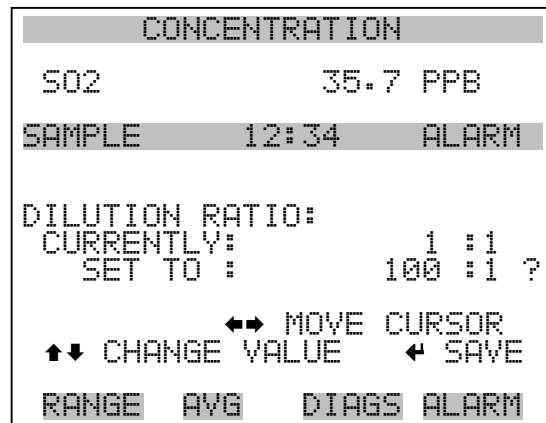 CONCENTRATION
SO2 35.7 PPB
SAMPLE 12:34 ALARM
DILUTION RATIO:
CURRENTLY: 1 :1
SET TO : 100 :1 ?
←→ MOVE CURSOR
↑↓ CHANGE VALUE ↵ SAVE
RANGE AVG DIAGS ALARM